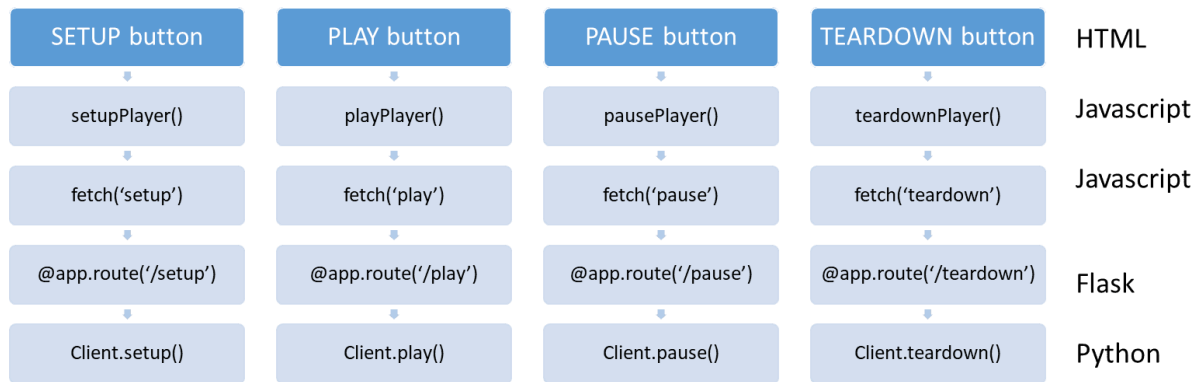 SETUP button PLAY button PAUSE button TEARDOWN button HTML
setupPlayer() playPlayer() pausePlayer() teardownPlayer() Javascript
fetch(‘setup’) fetch(‘play’) fetch(‘pause’) fetch(‘teardown’) Javascript
@app.route(‘/setup’) @app.route(‘/play’) @app.route(‘/pause’) @app.route(‘/teardown’) Flask
Client.setup() Client.play() Client.pause() Client.teardown() Python